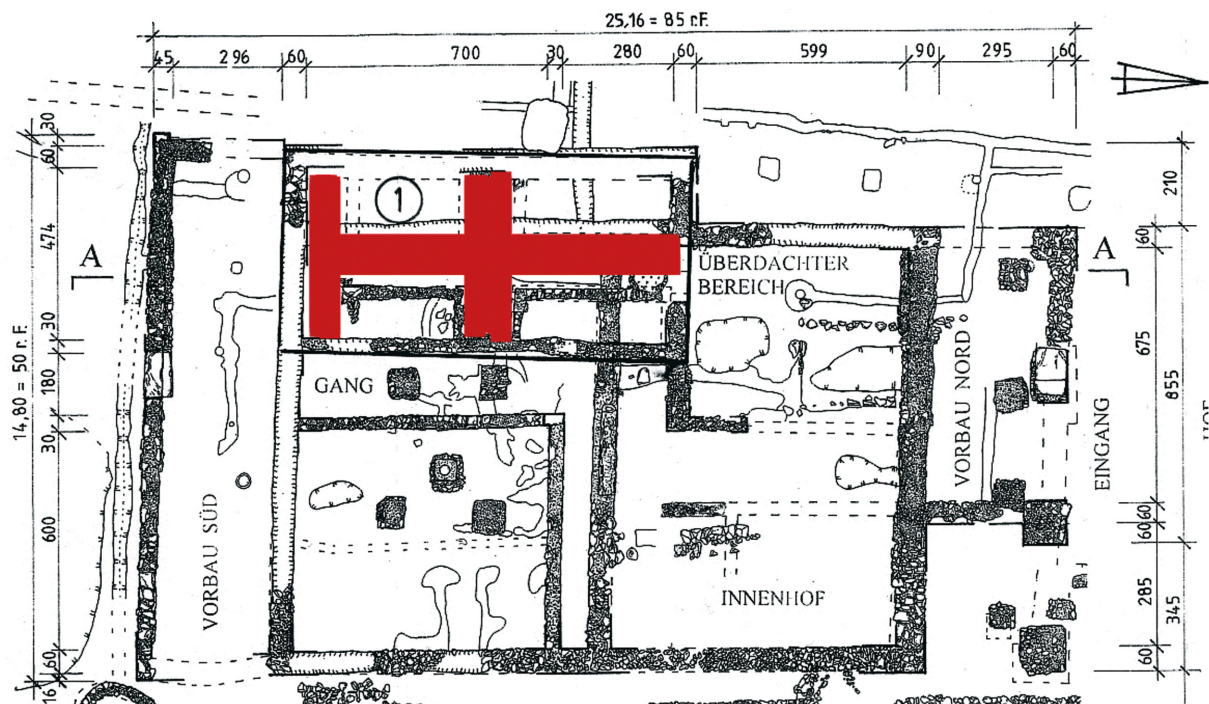 25,16 = 85 r.F.
45 296 60 700 30 280 60 599 90 295 60
30
60
474
30
180
30
600
60
16
14,80 = 50 r.F.
A
1
ÜBERDACHTER
BEREICH
A
GANG
VORBAU SÜD
VORBAU NORD
EINGANG
INNENHOF
210
60
675
855
60
60
285
345
60